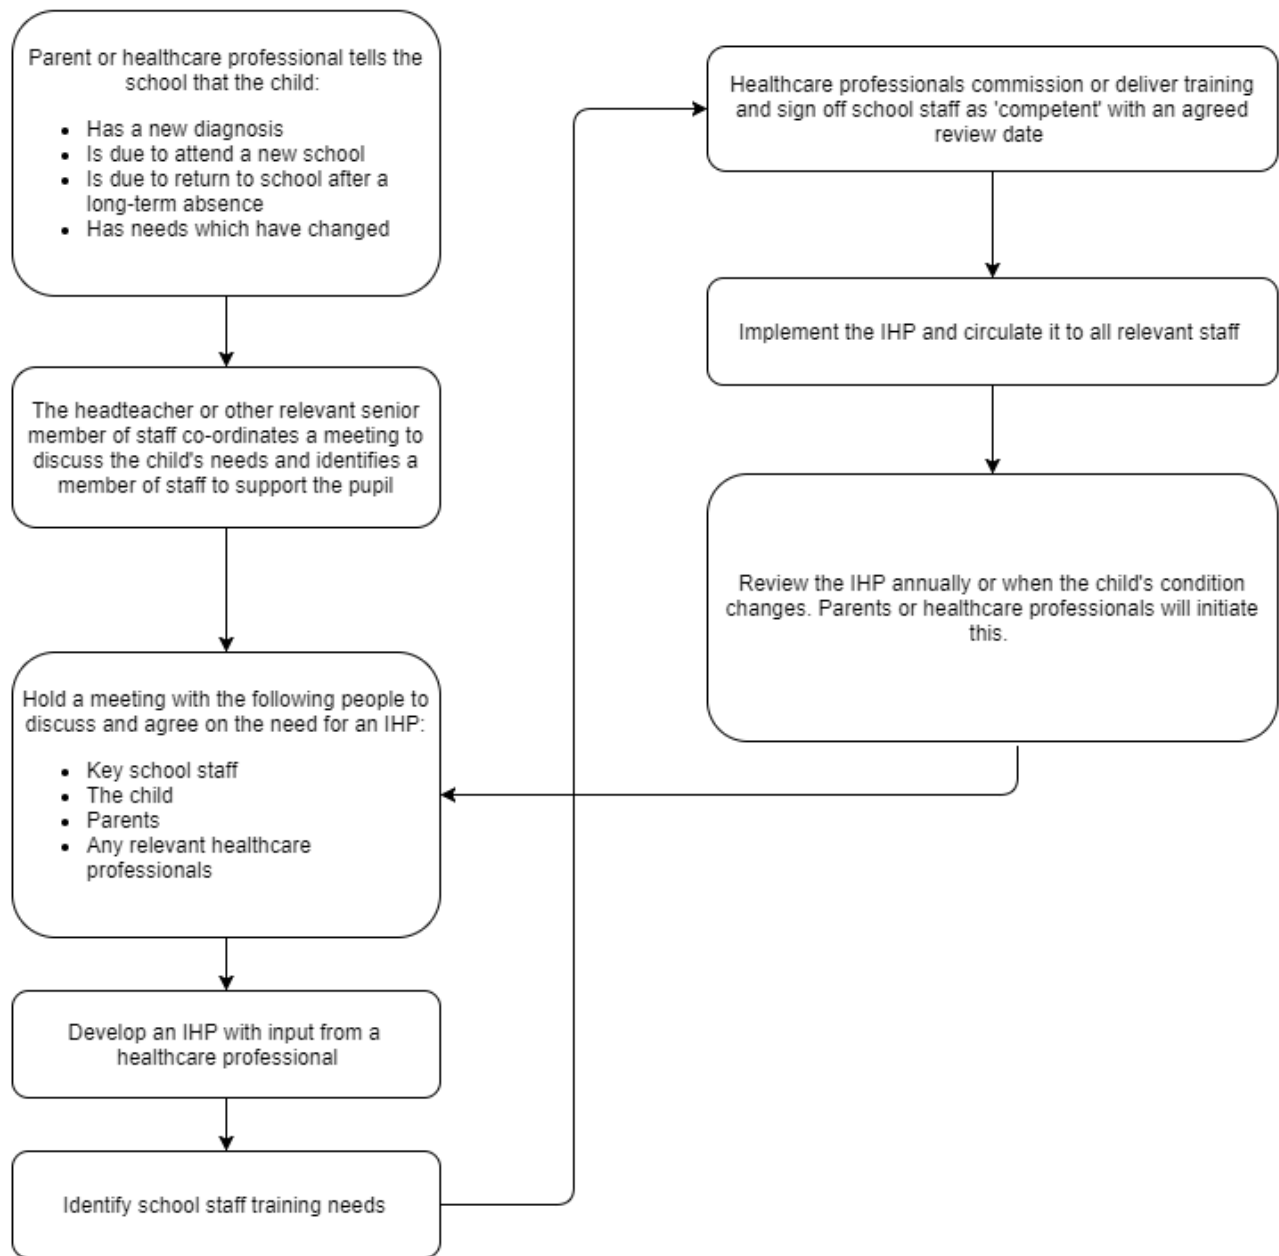 Parent or healthcare professional tells the
school that the child:
• Has a new diagnosis
• Is due to attend a new school
• Is due to return to school after a
long-term absence
• Has needs which have changed
The headteacher or other relevant senior
member of staff co-ordinates a meeting to
discuss the child's needs and identifies a
member of staff to support the pupil
Hold a meeting with the following people to
discuss and agree on the need for an IHP:
• Key school staff
• The child
• Parents
• Any relevant healthcare
professionals
Develop an IHP with input from a
healthcare professional
Identify school staff training needs
Healthcare professionals commission or deliver training
and sign off school staff as 'competent' with an agreed
review date
Implement the IHP and circulate it to all relevant staff
Review the IHP annually or when the child's condition
changes. Parents or healthcare professionals will initiate
this.